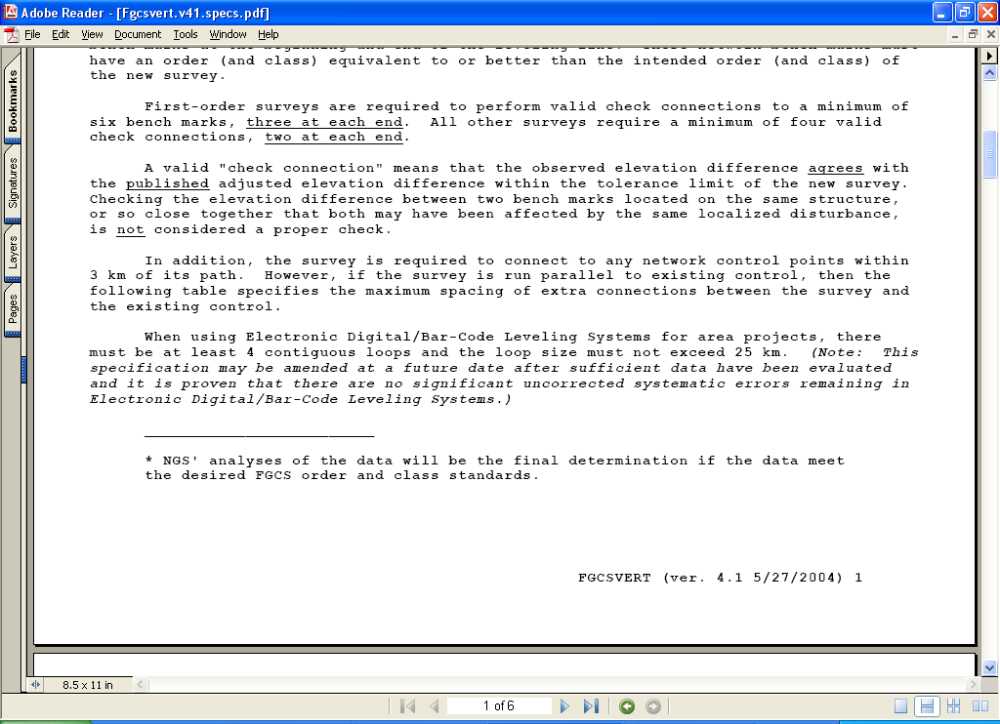 Adobe Reader - [Fgcsvert.v41.specs.pdf]
File Edit View Document Tools Window Help
have an order (and class) equivalent to or better than the intended order (and class) of
the new survey.
First-order surveys are required to perform valid check connections to a minimum of
six bench marks, three at each end. All other surveys require a minimum of four valid
check connections, two at each end.
A valid "check connection" means that the observed elevation difference agrees with
the published adjusted elevation difference within the tolerance limit of the new survey.
Checking the elevation difference between two bench marks located on the same structure,
or so close together that both may have been affected by the same localized disturbance,
is not considered a proper check.
In addition, the survey is required to connect to any network control points within
3 km of its path. However, if the survey is run parallel to existing control, then the
following table specifies the maximum spacing of extra connections between the survey and
the existing control.
When using Electronic Digital/Bar-Code Leveling Systems for area projects, there
must be at least 4 contiguous loops and the loop size must not exceed 25 km. (Note: This
specification may be amended at a future date after sufficient data have been evaluated
and it is proven that there are no significant uncorrected systematic errors remaining in
Electronic Digital/Bar-Code Leveling Systems.)
* NGS' analyses of the data will be the final determination if the data meet
the desired FGCS order and class standards.
FGCSVERT (ver. 4.1 5/27/2004) 1
Bookmarks
Signatures
Layers
Pages
8.5 x 11 in
1 of 6